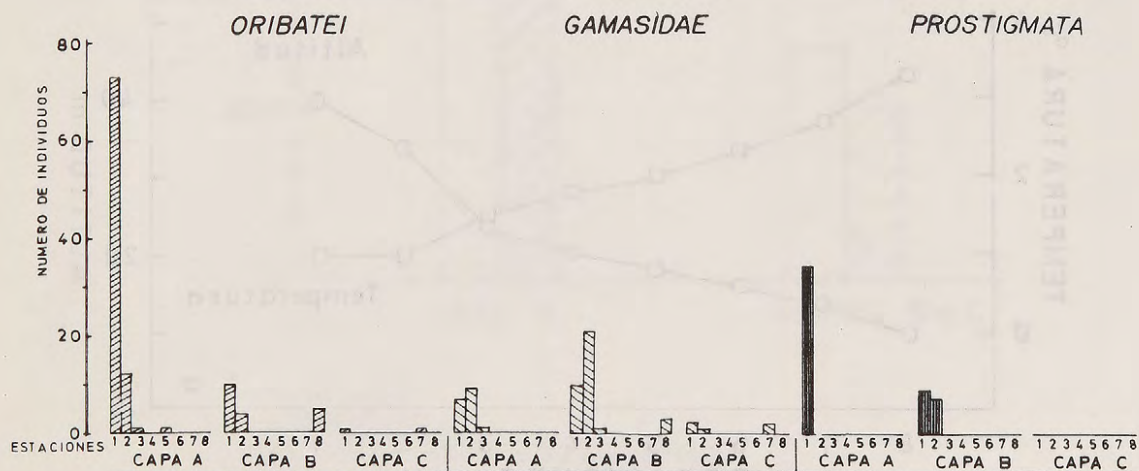 ORIBATEI GAMASIDAE PROSTIGMATA
NUMERO DE INDIVIDUOS
80
60
40
20
0
ESTACIONES 1 2 3 4 5 6 7 8 1 2 3 4 5 6 7 8 1 2 3 4 5 6 7 8 1 2 3 4 5 6 7 8 1 2 3 4 5 6 7 8 1 2 3 4 5 6 7 8 1 2 3 4 5 6 7 8 1 2 3 4 5 6 7 8 1 2 3 4 5 6 7 8
CAPA A CAPA B CAPA C CAPA A CAPA B CAPA C CAPA A CAPA B CAPA C
Altitud
TEMPERATURA
Temperatura